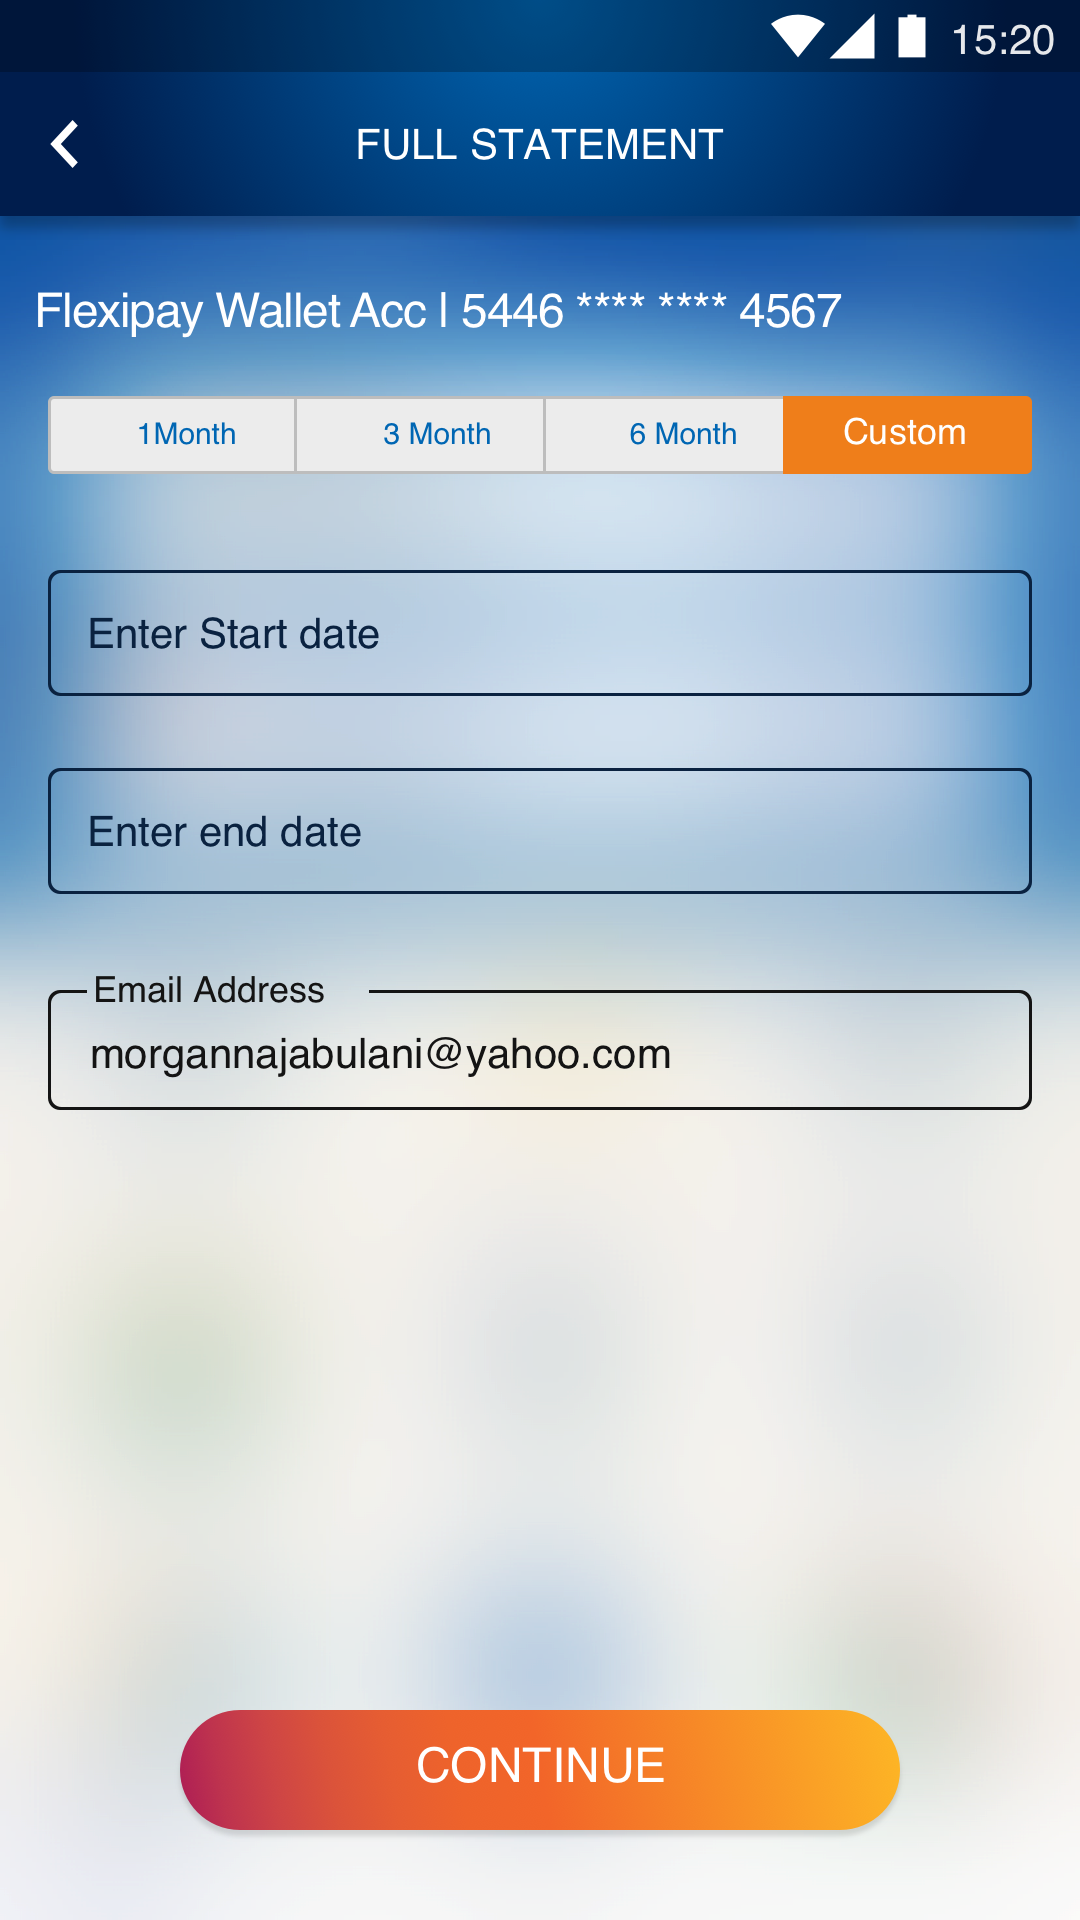 15:20
FULL STATEMENT
Flexipay Wallet Acc | 5446 **** **** 4567
1Month 3 Month 6 Month Custom
Enter Start date
Enter end date
Email Address
morgannajabulani@yahoo.com
CONTINUE